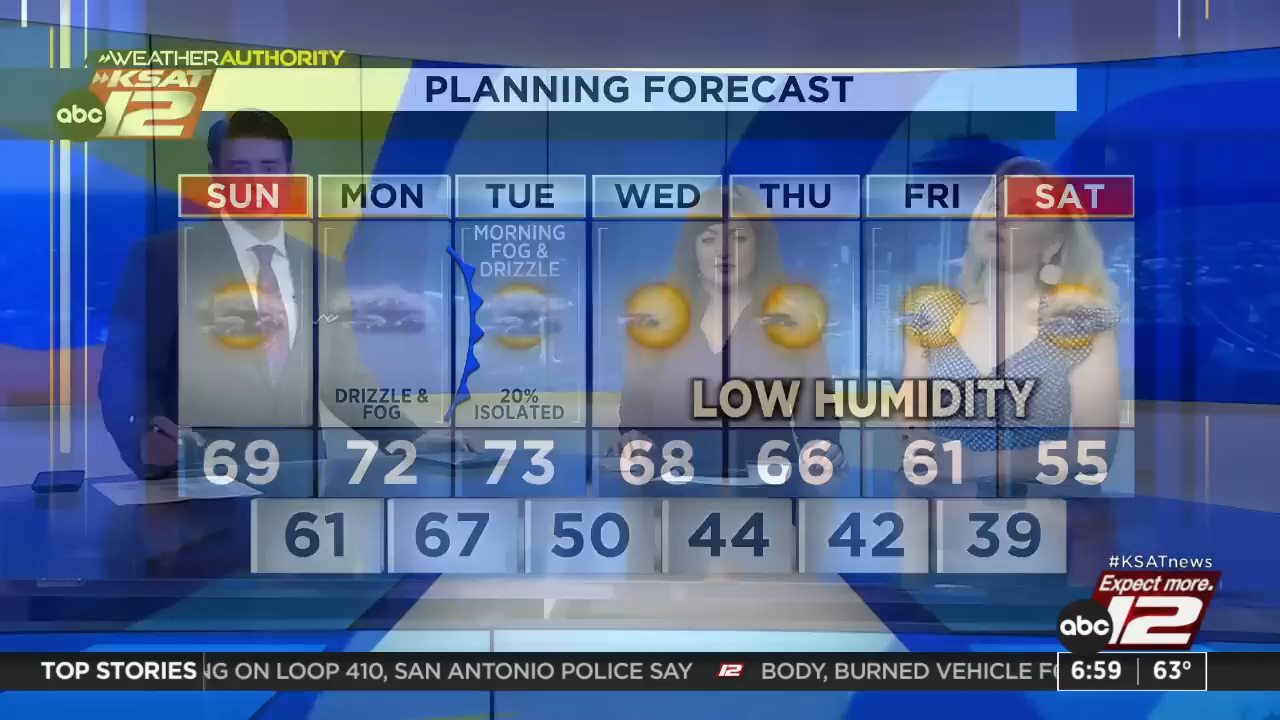 WEATHERAUTHORITY
KSAT
abc 12
PLANNING FORECAST
SUN MON TUE WED THU FRI SAT
MORNING
FOG &
DRIZZLE
DRIZZLE &
FOG
20%
ISOLATED
LOW HUMIDITY
69 72 73 68 66 61 55
61 67 50 44 42 39
#KSATnews
Expect more.
abc 12
TOP STORIES NG ON LOOP 410, SAN ANTONIO POLICE SAY 12 BODY, BURNED VEHICLE 6:59 63°